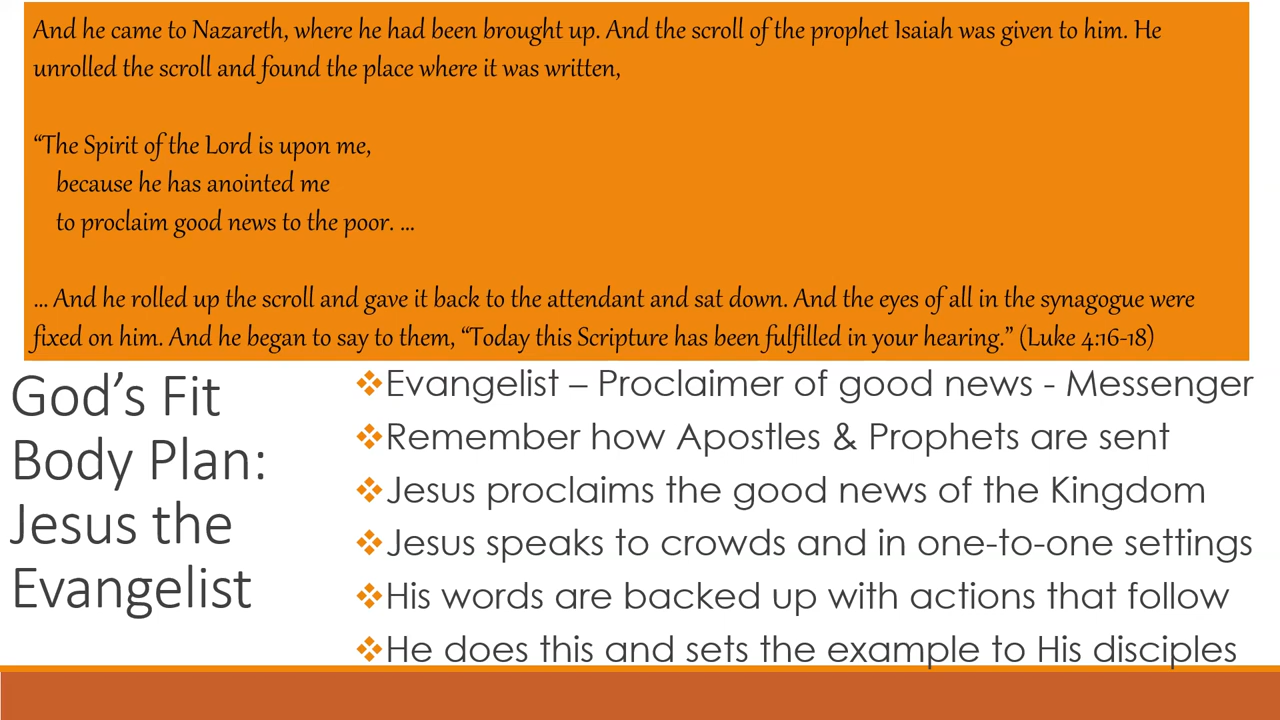 And he came to Nazareth, where he had been brought up. And the scroll of the prophet Isaiah was given to him. He
unrolled the scroll and found the place where it was written,
“The Spirit of the Lord is upon me,
because he has anointed me
to proclaim good news to the poor. ...
... And he rolled up the scroll and gave it back to the attendant and sat down. And the eyes of all in the synagogue were
fixed on him. And he began to say to them, “Today this Scripture has been fulfilled in your hearing.” (Luke 4:16-18)
God’s Fit
Body Plan:
Jesus the
Evangelist
❖Evangelist – Proclaimer of good news - Messenger
❖Remember how Apostles & Prophets are sent
❖Jesus proclaims the good news of the Kingdom
❖Jesus speaks to crowds and in one-to-one settings
❖His words are backed up with actions that follow
❖He does this and sets the example to His disciples